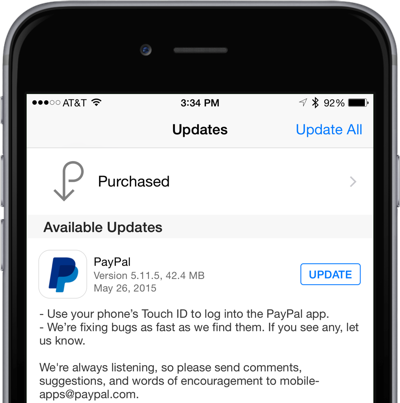 AT&T 3:34 PM 92%
Updates Update All
Purchased
Available Updates
PayPal
Version 5.11.5, 42.4 MB
May 26, 2015
UPDATE
- Use your phone's Touch ID to log into the PayPal app.
- We're fixing bugs as fast as we find them. If you see any, let
us know.
We're always listening, so please send comments,
suggestions, and words of encouragement to mobile-
apps@paypal.com.